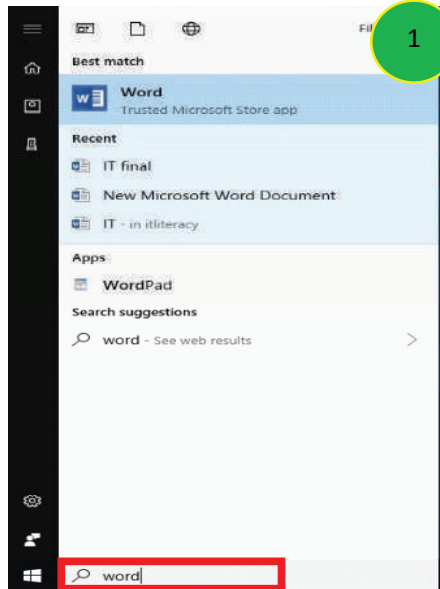 Fil
1
Best match
Word
Trusted Microsoft Store app
Recent
IT final
New Microsoft Word Document
IT - in itliteracy
Apps
WordPad
Search suggestions
word - See web results
word